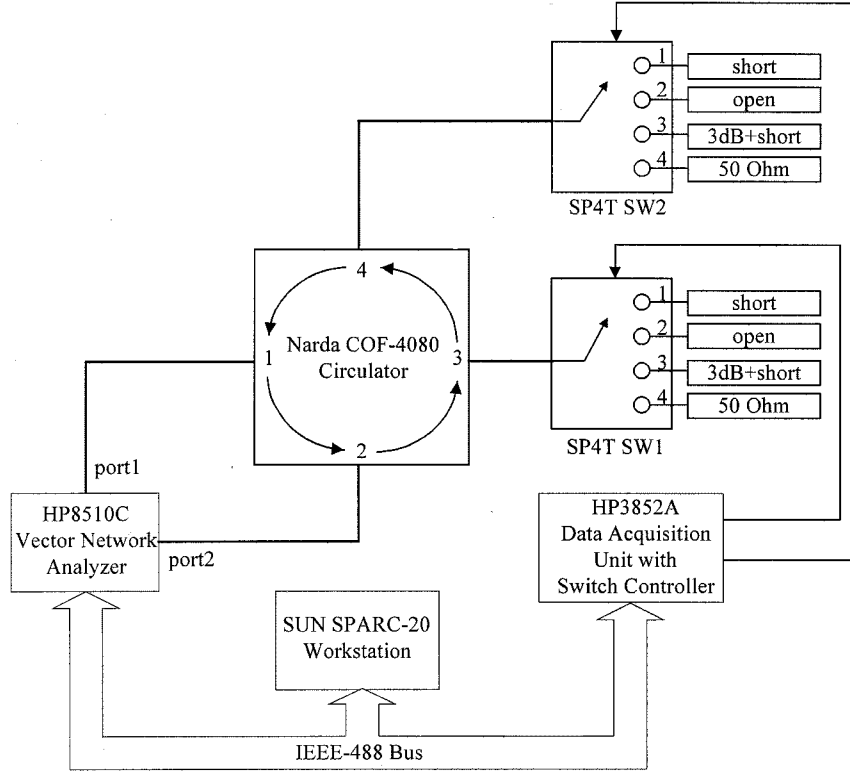 1
short
2
open
3
3dB+short
4
50 Ohm
SP4T SW2
4
1
Narda COF-4080
Circulator
3
2
1
short
2
open
3
3dB+short
4
50 Ohm
SP4T SW1
port1
HP8510C
Vector Network
Analyzer
port2
HP3852A
Data Acquisition
Unit with
Switch Controller
SUN SPARC-20
Workstation
IEEE-488 Bus